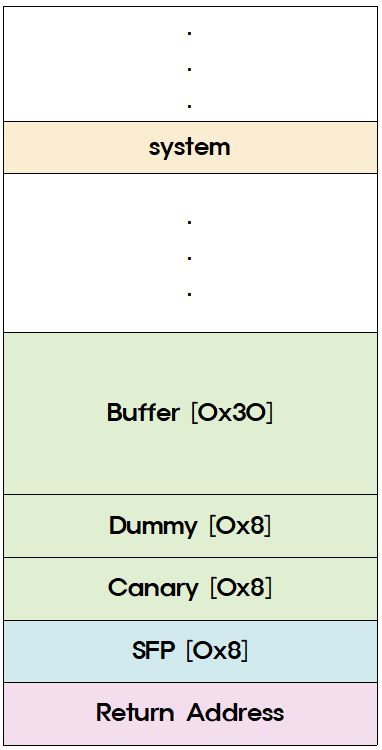 .
.
.
system
.
.
.
Buffer [0x30]
Dummy [0x8]
Canary [0x8]
SFP [0x8]
Return Address